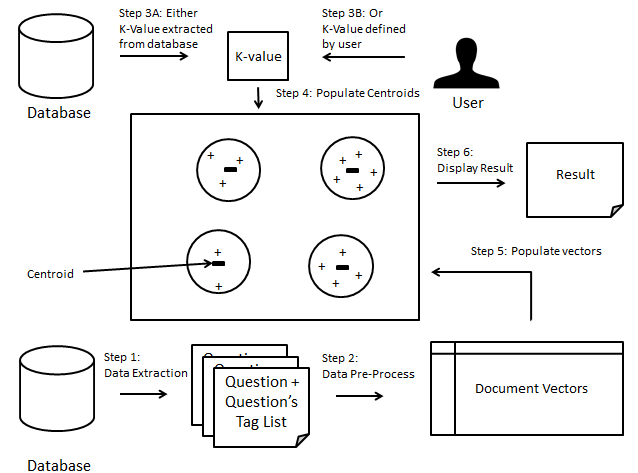 Step 3A: Either
K-Value extracted
from database
Step 3B: Or
K-Value defined
by user
K-value
Database
User
Step 4: Populate Centroids
+ + +
+ + + + +
Step 6:
Display Result
Result
+ +
+ + + +
Centroid
Step 5: Populate vectors
Step 1:
Data Extraction
Question +
Question's
Tag List
Step 2:
Data Pre-Process
Document Vectors
Database